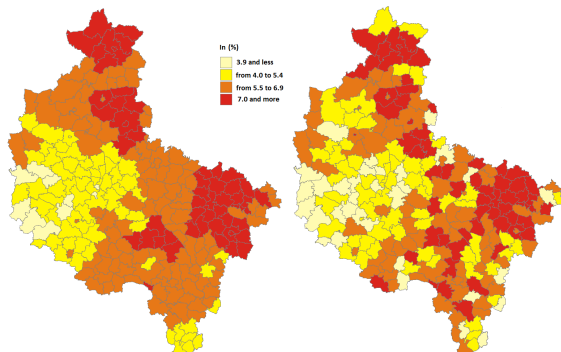 In (%)
3.9 and less
from 4.0 to 5.4
from 5.5 to 6.9
7.0 and more